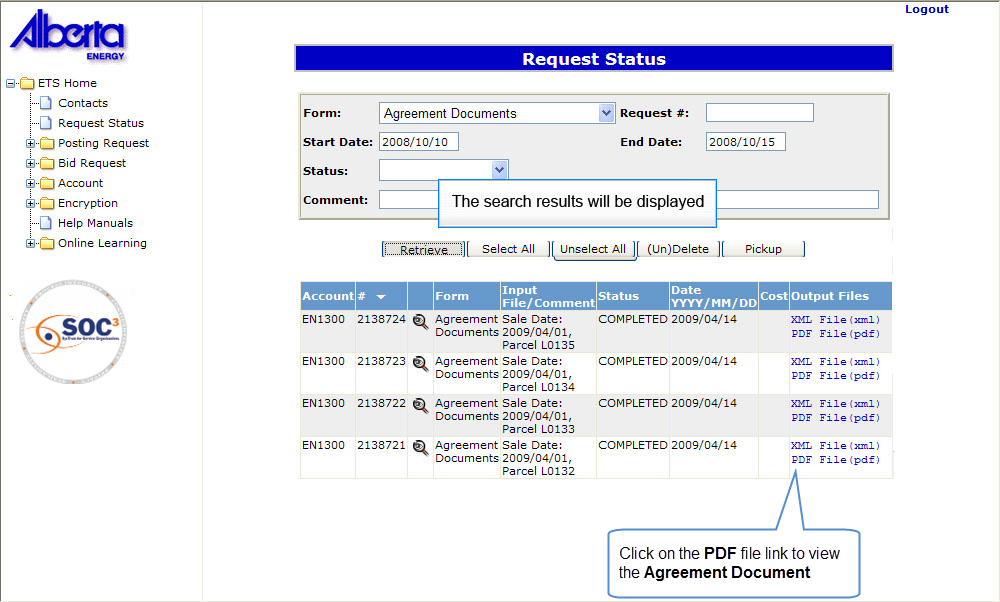 Logout
Alberta
ENERGY
Request Status
ETS Home
Contacts
Request Status
Posting Request
Bid Request
Account
Encryption
Help Manuals
Online Learning
Form: Agreement Documents Request #:
Start Date: 2008/10/10 End Date: 2008/10/15
Status:
Comment:
The search results will be displayed
Retrieve Select All Unselect All (Un)Delete Pickup
Account # Form Input File/Comment Status Date YYYY/MM/DD Cost Output Files
EN1300 2138724 Agreement Sale Date: COMPLETED 2009/04/14 XML File(xml)
Documents 2009/04/01, PDF File(pdf)
Parcel L0135
EN1300 2138723 Agreement Sale Date: COMPLETED 2009/04/14 XML File(xml)
Documents 2009/04/01, PDF File(pdf)
Parcel L0134
EN1300 2138722 Agreement Sale Date: COMPLETED 2009/04/14 XML File(xml)
Documents 2009/04/01, PDF File(pdf)
Parcel L0133
EN1300 2138721 Agreement Sale Date: COMPLETED 2009/04/14 XML File(xml)
Documents 2009/04/01, PDF File(pdf)
Parcel L0132
SOC3
Click on the PDF file link to view
the Agreement Document